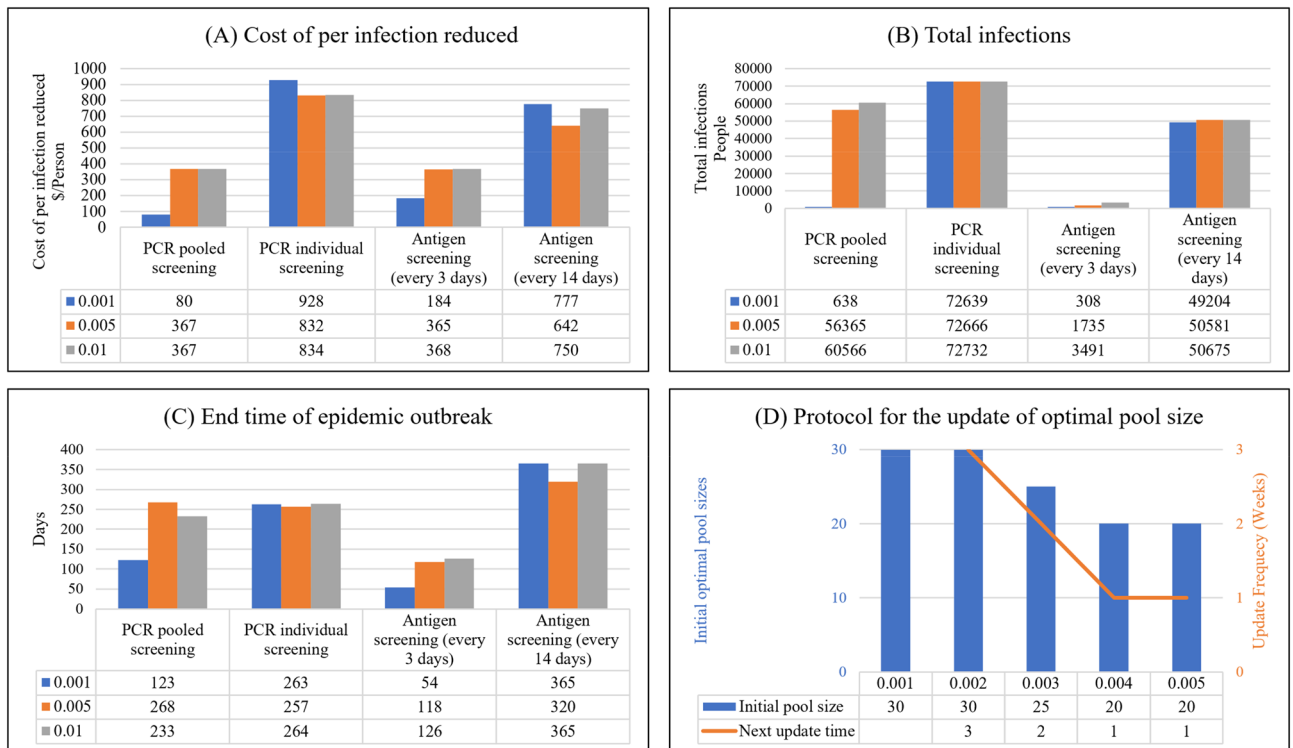 (A) Cost of per infection reduced
Cost of per infection reduced
$/Person
1000
900
800
700
600
500
400
300
200
100
0
PCR pooled
screening
PCR individual
screening
Antigen
screening
(every 3 days)
Antigen
screening
(every 14 days)
0.001 80 928 184 777
0.005 367 832 365 642
0.01 367 834 368 750
(B) Total infections
Ttotal infections
People
80000
70000
60000
50000
40000
30000
20000
10000
0
PCR pooled
screening
PCR
individual
screening
Antigen
screening
(every 3 days)
Antigen
screening
(every 14
days)
0.001 638 72639 308 49204
0.005 56365 72666 1735 50581
0.01 60566 72732 3491 50675
(C) End time of epidemic outbreak
Days
400
350
300
250
200
150
100
50
0
PCR pooled
screening
PCR individual
screening
Antigen
screening (every
3 days)
Antigen
screening (every
14 days)
0.001 123 263 54 365
0.005 268 257 118 320
0.01 233 264 126 365
(D) Protocol for the update of optimal pool size
Initial optimal pool sizes
30
20
10
0
Update Frequecy (Weeks)
3
2
1
0
0.001 0.002 0.003 0.004 0.005
Initial pool size 30 30 25 20 20
Next update time 3 2 1 1